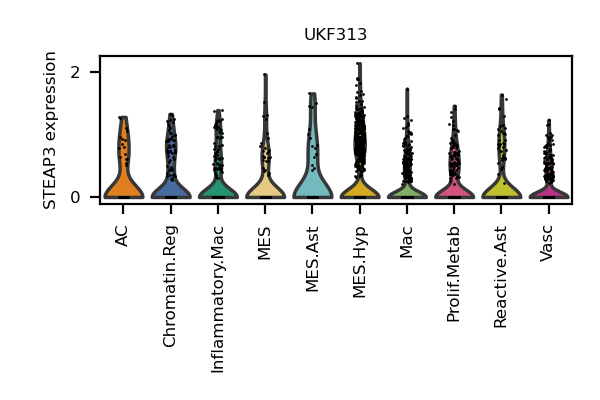 UKF313
STEAP3 expression
2
0
AC
Chromatin.Reg
Inflammatory.Mac
MES
MES.Ast
MES.Hyp
Mac
Prolif.Metab
Reactive.Ast
Vasc